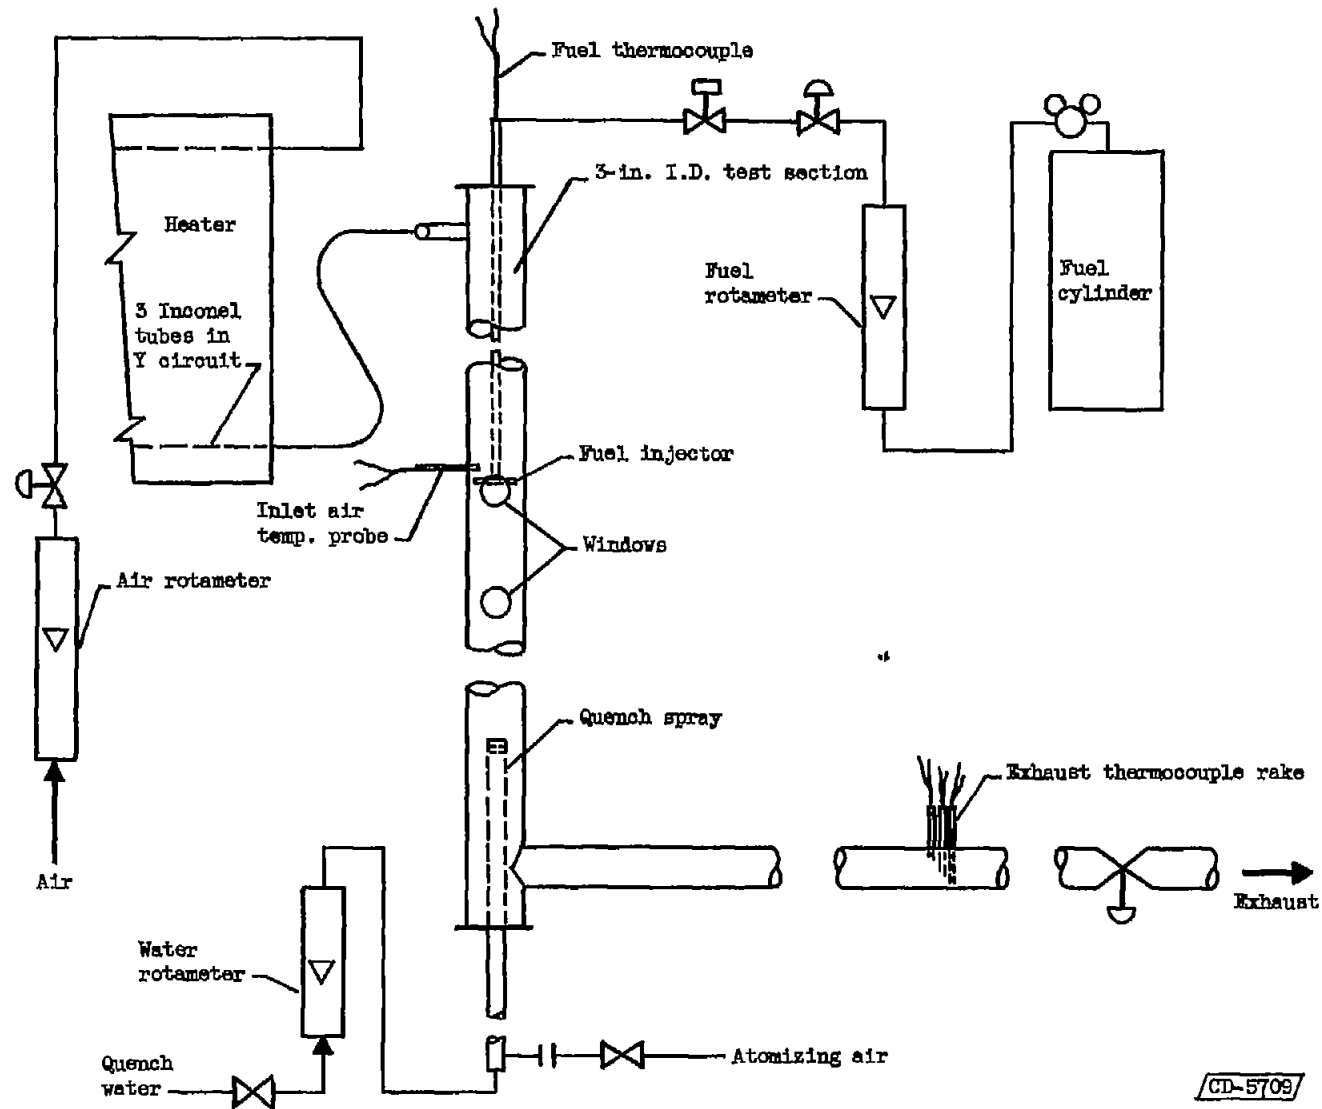 Fuel thermocouple
3-in. I.D. test section
Heater
Fuel
rotameter
Fuel
cylinder
3 Inconel
tubes in
Y circuit
Fuel injector
Inlet air
temp. probe
Windows
Air rotameter
Quench spray
Exhaust thermocouple rake
Air
Exhaust
Water
rotameter
Quench
water
Atomizing air
CD-5709